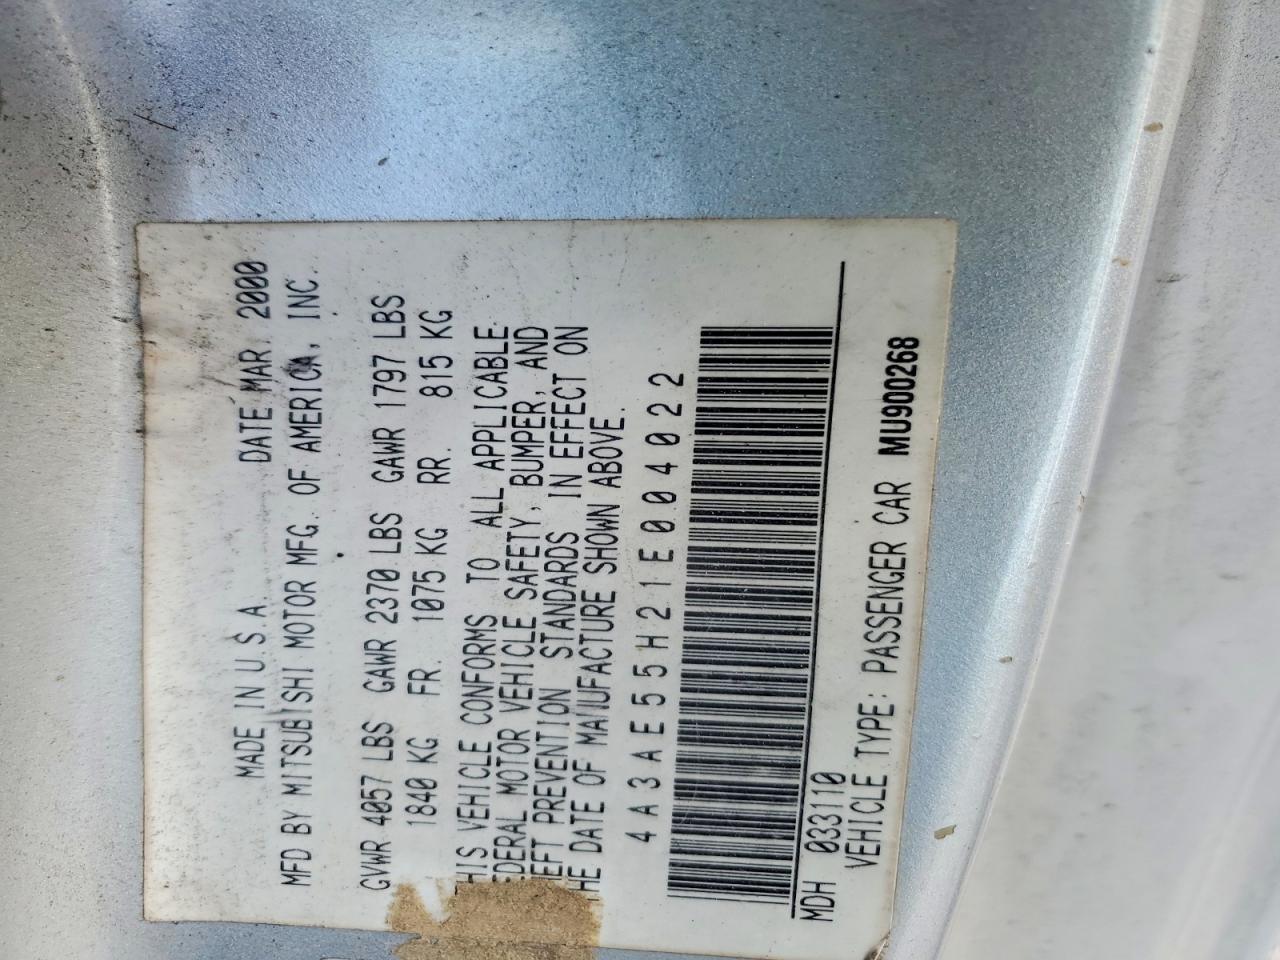 MADE IN U.S.A. DATE MAR. 2000
MFD BY MITSUBISHI MOTOR MFG. OF AMERICA, INC.
GVWR 4057 LBS GAWR 2370 LBS GAWR 1797 LBS
1840 KG FR. 1075 KG RR. 815 KG
HIS VEHICLE CONFORMS TO ALL APPLICABLE
EDERAL MOTOR VEHICLE SAFETY, BUMPER, AND
HEFT PREVENTION STANDARDS IN EFFECT ON
HE DATE OF MANUFACTURE SHOWN ABOVE.
4A3AE55H21E004022
MDH 033110
VEHICLE TYPE: PASSENGER CAR MU900268